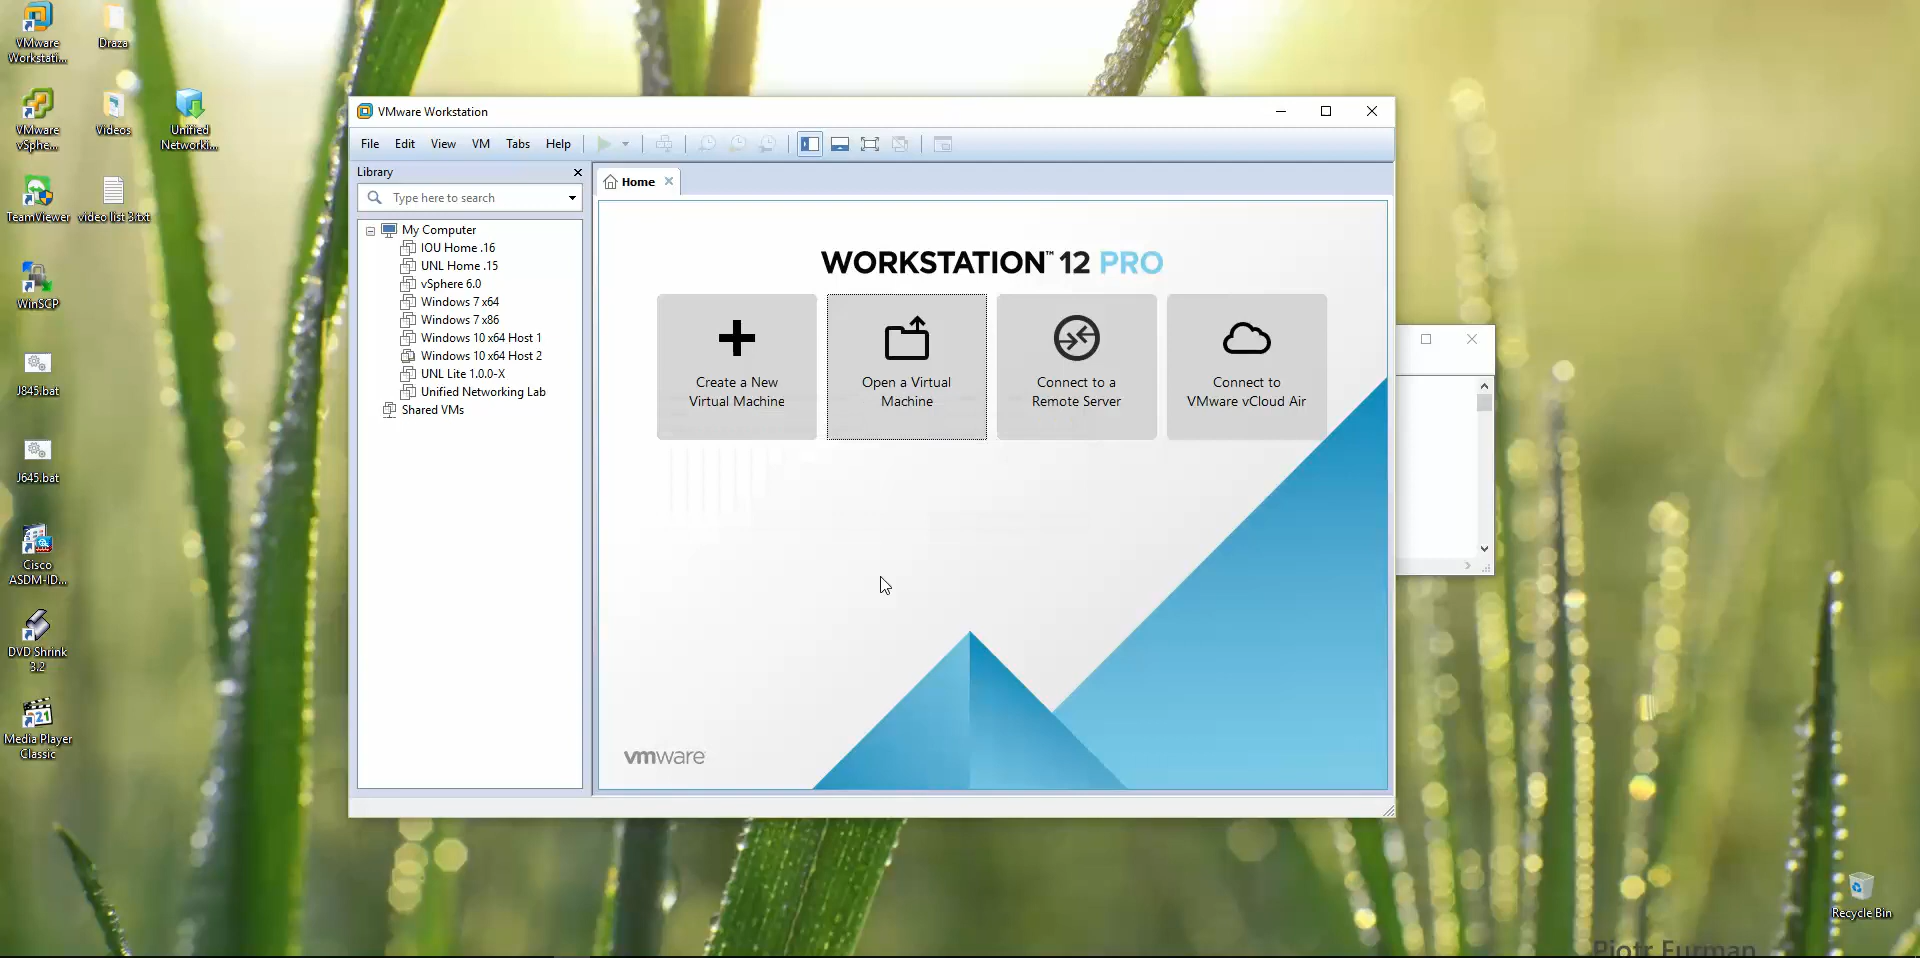 VMware
Workstati...
Draza
VMware
vSphe...
Videos
Unified
Networki...
TeamViewer
video list 3.txt
WinSCP
J845.bat
J645.bat
Cisco
ASDM-ID...
DVD Shrink
3.2
321
Media Player
Classic
VMware Workstation
File Edit View VM Tabs Help
Library
Type here to search
My Computer
IOU Home .16
UNL Home .15
vSphere 6.0
Windows 7 x64
Windows 7 x86
Windows 10 x64 Host 1
Windows 10 x64 Host 2
UNL Lite 1.0.0-X
Unified Networking Lab
Shared VMs
Home
WORKSTATION™ 12 PRO
Create a New
Virtual Machine
Open a Virtual
Machine
Connect to a
Remote Server
Connect to
VMware vCloud Air
vmware
Recycle Bin
Piotr Furman